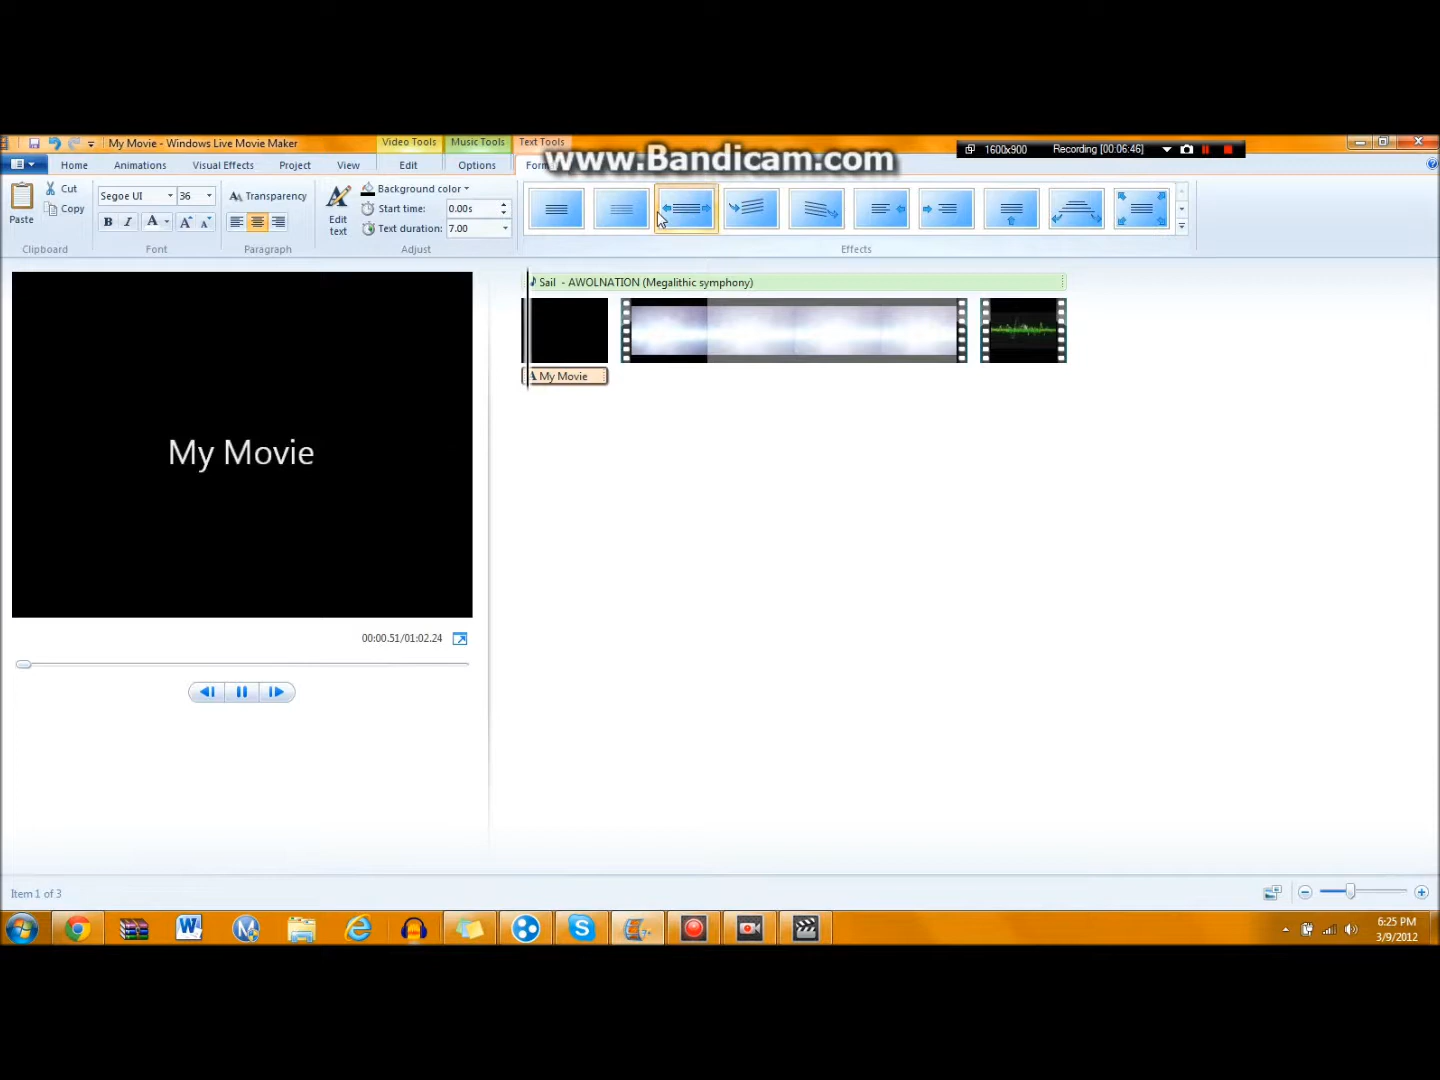 www.Bandicam.com
My Movie - Windows Live Movie Maker
Video Tools
Music Tools
Text Tools
1600x900
Recording [00:06:46]
Home
Animations
Visual Effects
Project
View
Edit
Options
Form
Paste
Cut
Copy
Clipboard
Segoe UI
36
Transparency
B
I
A
A
A
Font
Paragraph
Edit text
Background color
Start time:
0.00s
Text duration:
7.00
Adjust
Effects
Sail - AWOLNATION (Megalithic symphony)
A My Movie
My Movie
00:00.51/01:02.24
Item 1 of 3
6:25 PM
3/9/2012